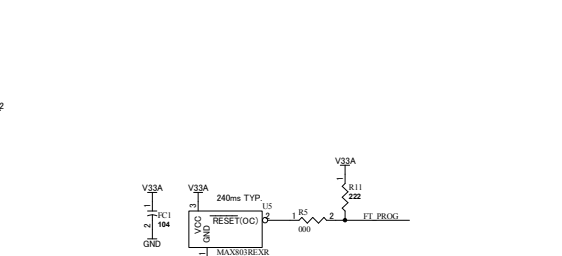 2
V33A
1
R11
222
V33A
V33A
240ms TYP.
U5
1
FC1
104
2
GND
3
VCC
GND
RESET(OC)
2
1
R5
2
000
FT_PROG
1
MAX803REXR